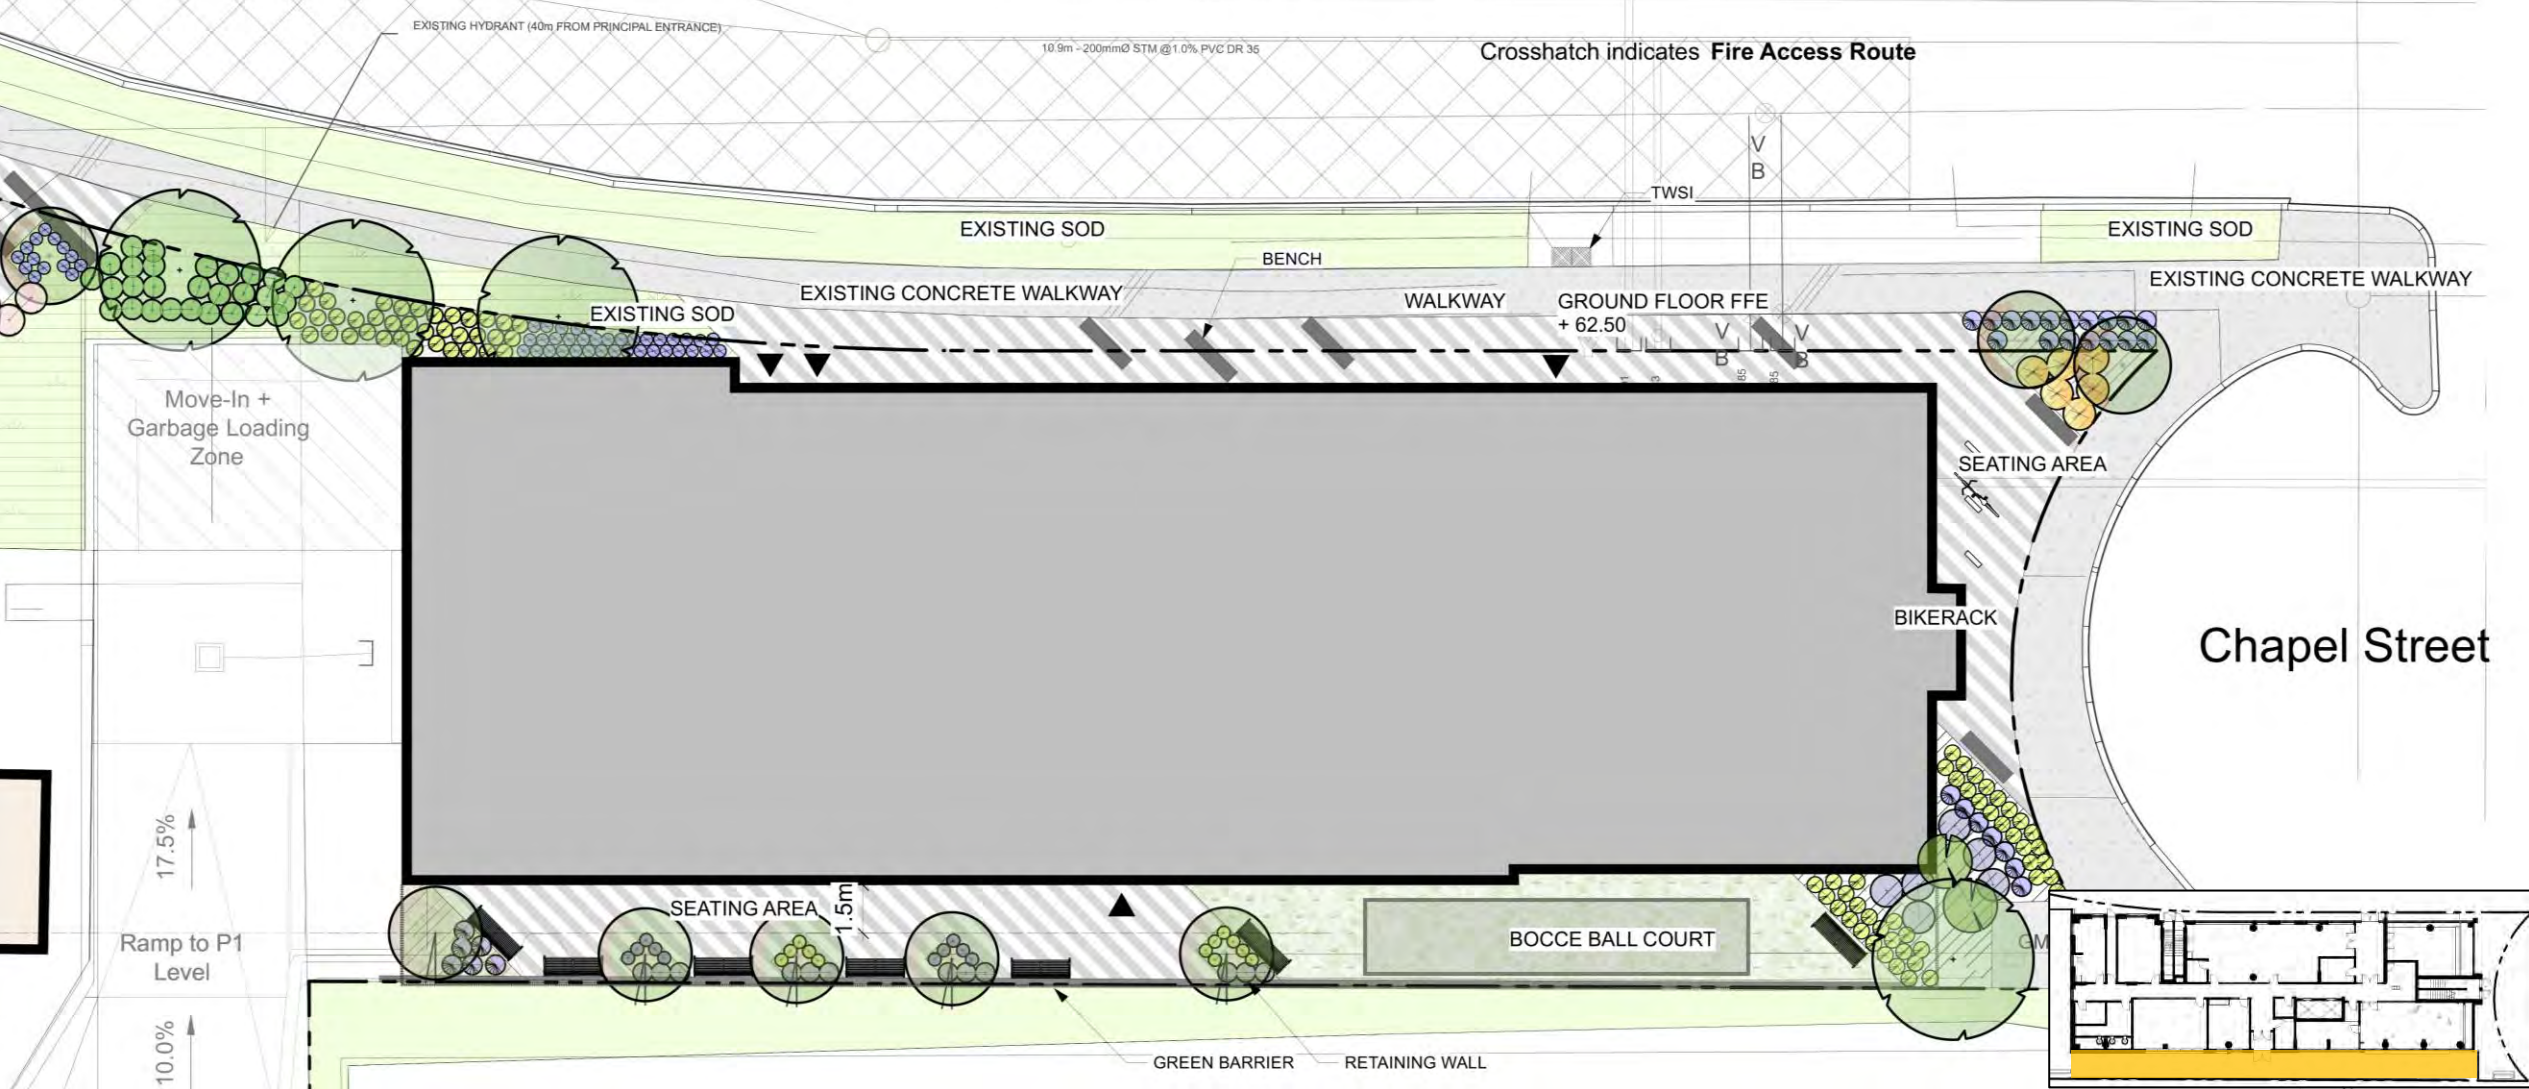 EXISTING HYDRANT (40m FROM PRINCIPAL ENTRANCE)
10.9m - 200mmØ STM @1.0% PVC DR 35
Crosshatch indicates Fire Access Route
V
B
TWSI
EXISTING SOD
EXISTING SOD
BENCH
EXISTING CONCRETE WALKWAY
EXISTING CONCRETE WALKWAY
WALKWAY
GROUND FLOOR FFE
+ 62.50
EXISTING SOD
V
B
V
B
85
85
Move-In +
Garbage Loading
Zone
SEATING AREA
BIKERACK
Chapel Street
17.5%
SEATING AREA
1.5m
BOCCE BALL COURT
GM
Ramp to P1
Level
10.0%
GREEN BARRIER
RETAINING WALL